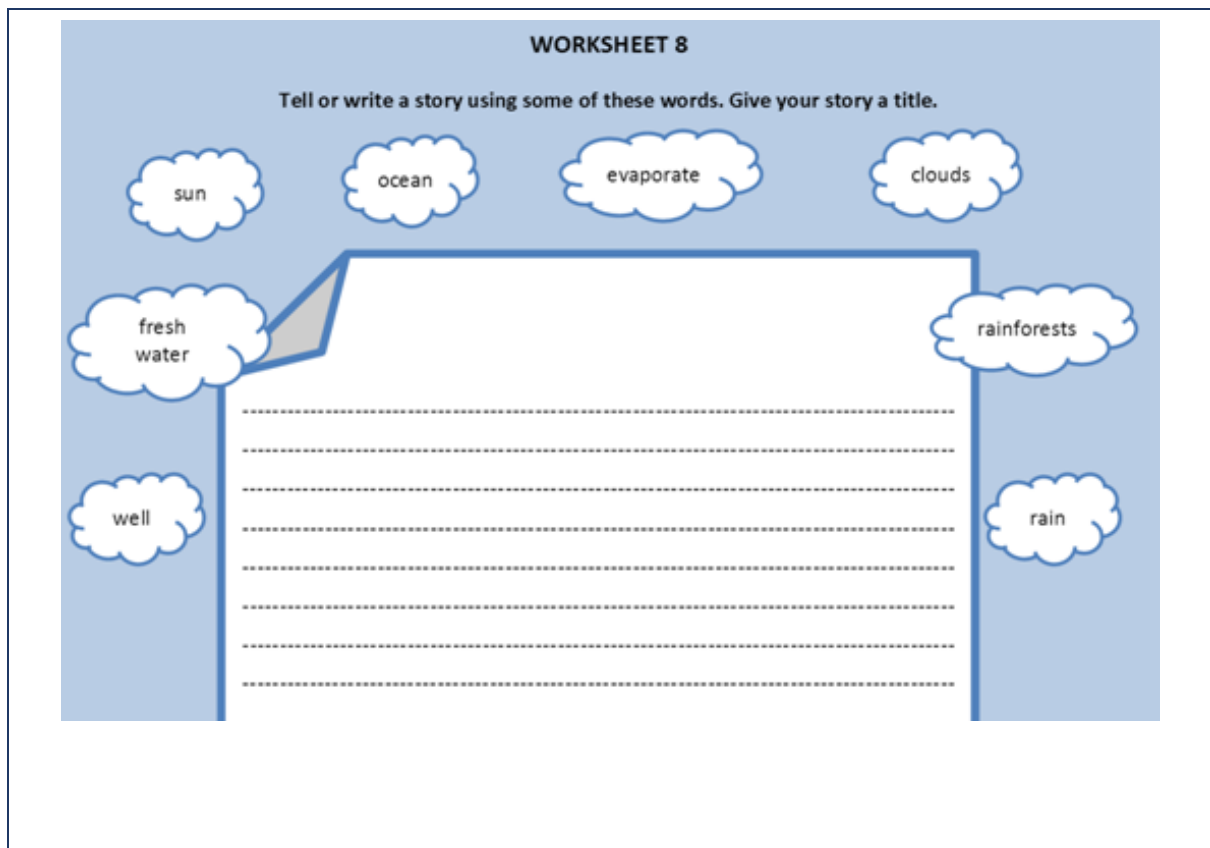 WORKSHEET 8
Tell or write a story using some of these words. Give your story a title.
sun
ocean
evaporate
clouds
fresh
water
rainforests
well
rain